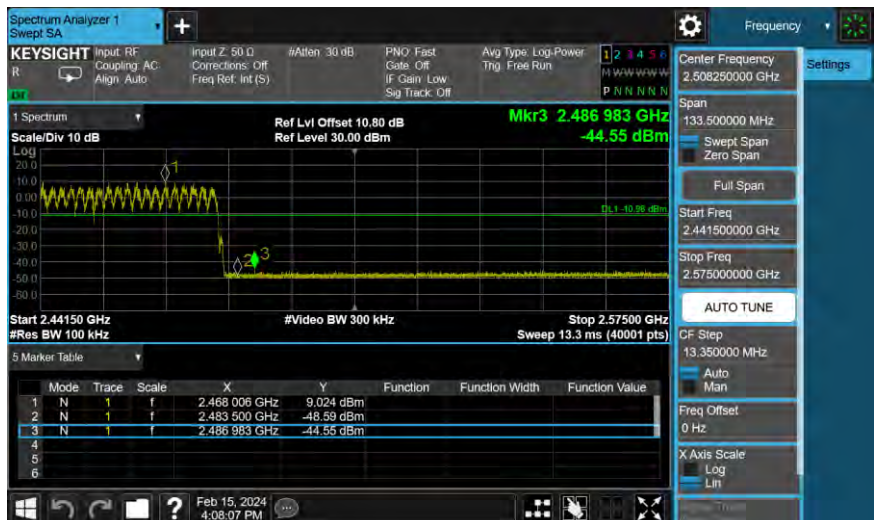 Spectrum Analyzer 1
Swept SA
+
Frequency
KEYSIGHT
R
Input: RF
Coupling: AC
Align: Auto
Input Z: 50 Ω
Corrections: Off
Freq Ref: Int (S)
#Atten: 30 dB
PNO: Fast
Gate: Off
IF Gain: Low
Sig Track: Off
Avg Type: Log-Power
Trig: Free Run
1 2 3 4 5 6
M W W W W W
P N N N N N
Settings
1 Spectrum
Scale/Div 10 dB
Ref Lvl Offset 10.80 dB
Ref Level 30.00 dBm
Mkr3 2.486 983 GHz
-44.55 dBm
Log
20.0
10.0
0.00
-10.0
-20.0
-30.0
-40.0
-50.0
-60.0
1
2
3
DL1 -10.98 dBm
Start 2.44150 GHz
#Res BW 100 kHz
#Video BW 300 kHz
Stop 2.57500 GHz
Sweep 13.3 ms (40001 pts)
5 Marker Table
Mode Trace Scale X Y Function Function Width Function Value
1 N 1 f 2.468 006 GHz 9.024 dBm
2 N 1 f 2.483 500 GHz -48.59 dBm
3 N 1 f 2.486 983 GHz -44.55 dBm
4
5
6
Center Frequency
2.508250000 GHz
Span
133.500000 MHz
Swept Span
Zero Span
Full Span
Start Freq
2.441500000 GHz
Stop Freq
2.575000000 GHz
AUTO TUNE
CF Step
13.350000 MHz
Auto
Man
Freq Offset
0 Hz
X Axis Scale
Log
Lin
?
Feb 15, 2024
4:08:07 PM